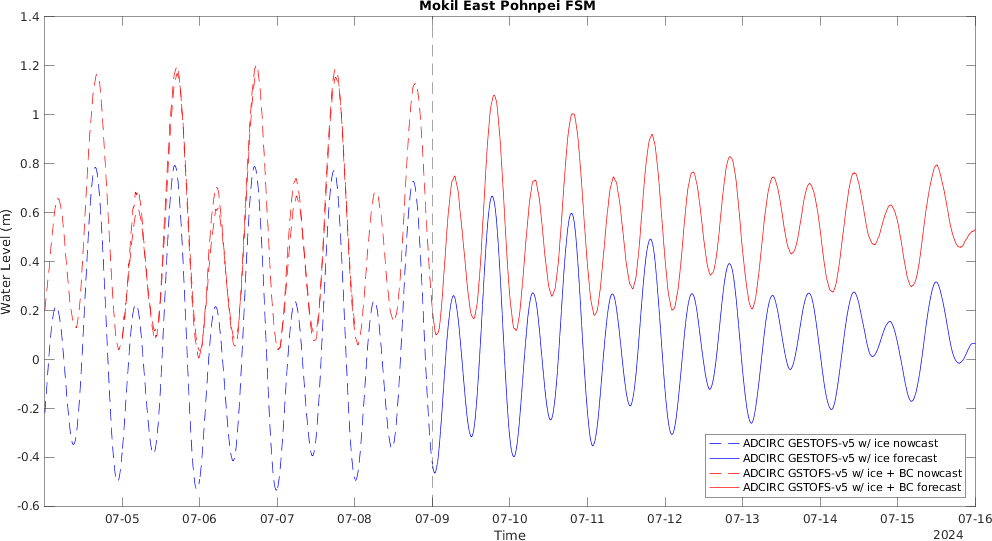 Mokil East Pohnpei FSM
1.4
1.2
1
0.8
0.6
0.4
0.2
0
-0.2
-0.4
-0.6
Water Level (m)
07-05 07-06 07-07 07-08 07-09 07-10 07-11 07-12 07-13 07-14 07-15 07-16
Time
2024
ADCIRC GESTOFS-v5 w/ ice nowcast
ADCIRC GESTOFS-v5 w/ ice forecast
ADCIRC GSTOFS-v5 w/ ice + BC nowcast
ADCIRC GSTOFS-v5 w/ ice + BC forecast